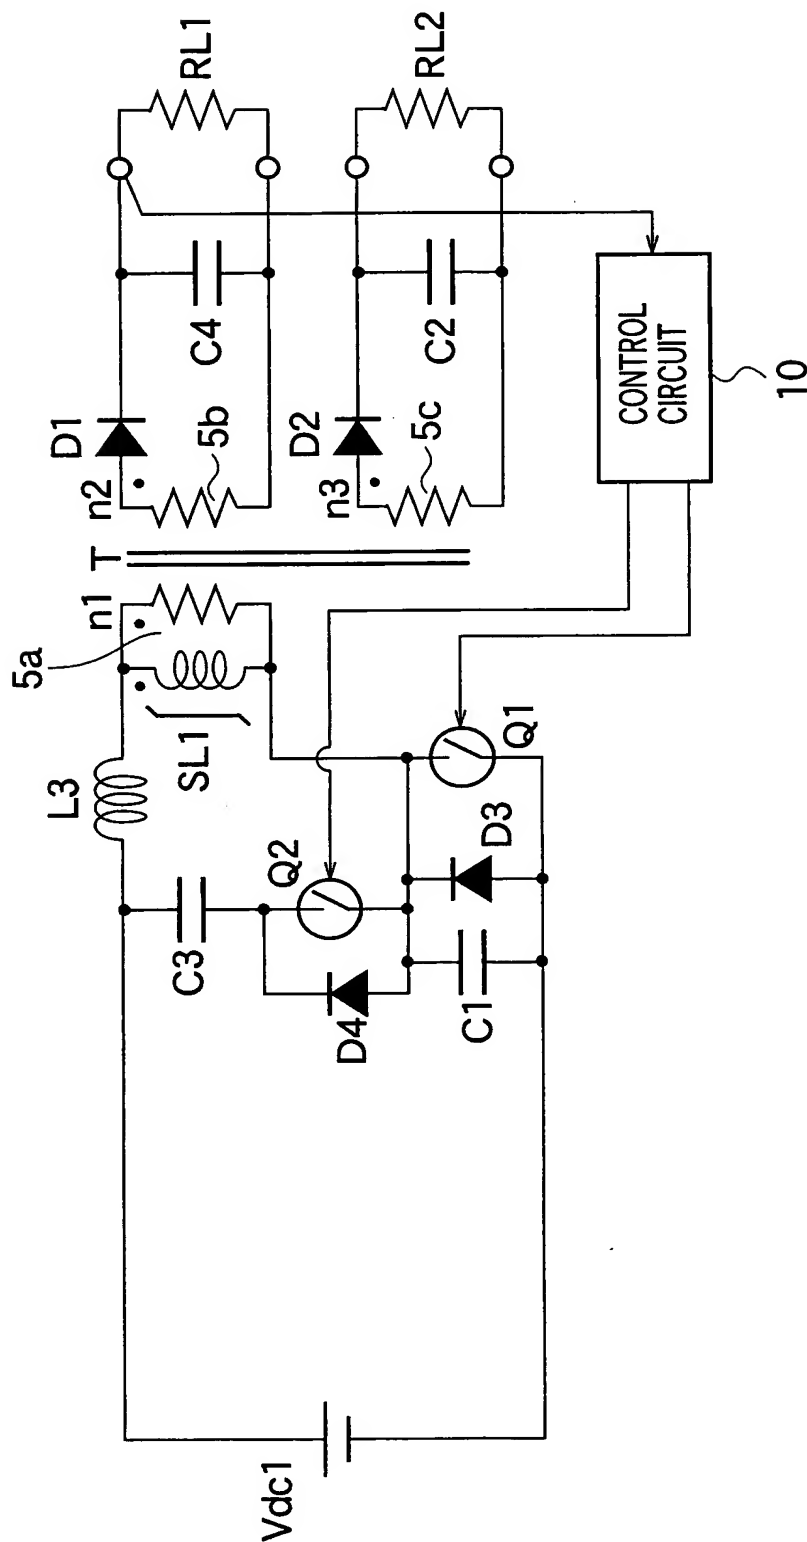 Vdc1
C3
D4
Q2
C1
D3
Q1
L3
SL1
5a
n1
T
n2
5b
D1
C4
RL1
n3
5c
D2
C2
RL2
CONTROL
CIRCUIT
10